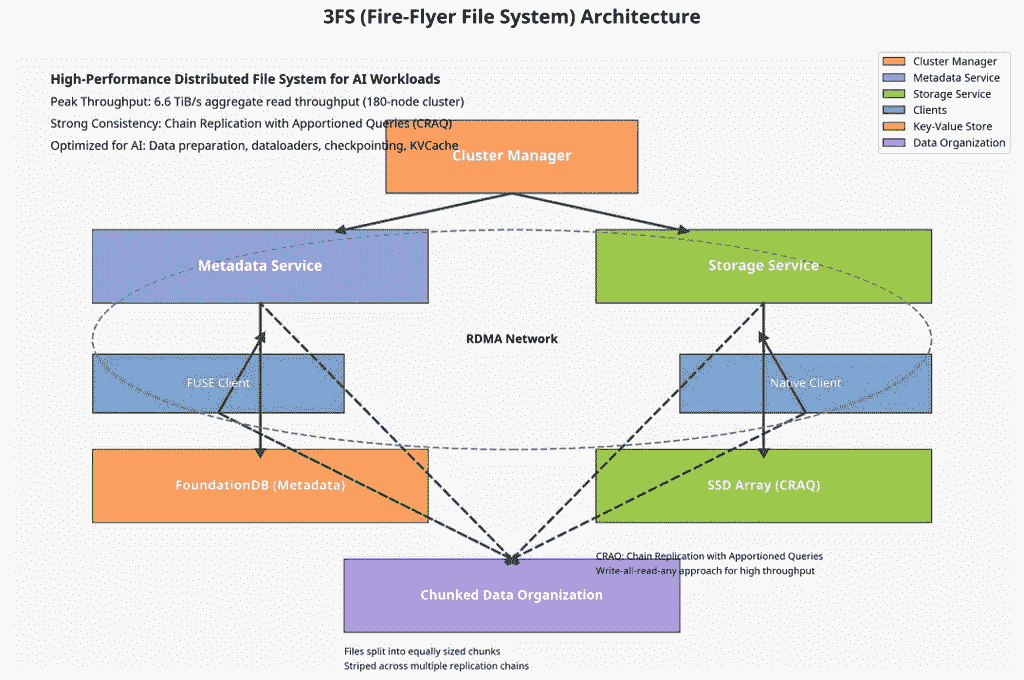 3FS (Fire-Flyer File System) Architecture
High-Performance Distributed File System for AI Workloads
Peak Throughput: 6.6 TiB/s aggregate read throughput (180-node cluster)
Strong Consistency: Chain Replication with Apportioned Queries (CRAQ)
Optimized for AI: Data preparation, dataloaders, checkpointing, KVCache
Cluster Manager
Metadata Service
Storage Service
Clients
Key-Value Store
Data Organization
Cluster Manager
Metadata Service
Storage Service
RDMA Network
FUSE Client
Native Client
FoundationDB (Metadata)
SSD Array (CRAQ)
CRAQ: Chain Replication with Apportioned Queries
Write-all-read-any approach for high throughput
Chunked Data Organization
Files split into equally sized chunks
Striped across multiple replication chains